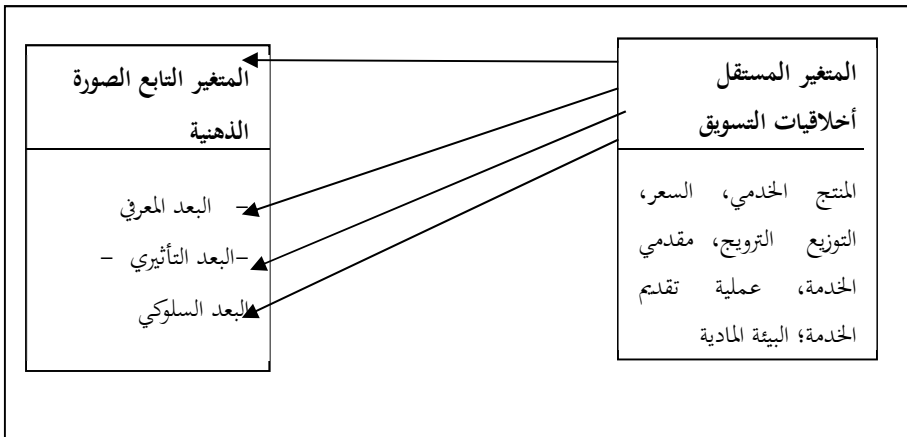 المتغير المستقل
أخلاقيات التسويق
المنتج الخدمي، السعر،
التوزيع الترويج، مقدمي
الخدمة، عملية تقديم
الخدمة؛ البيئة المادية
المتغير التابع الصورة
الذهنية
– البعد المعرفي
–البعد التأثيري –
البعد السلوكي